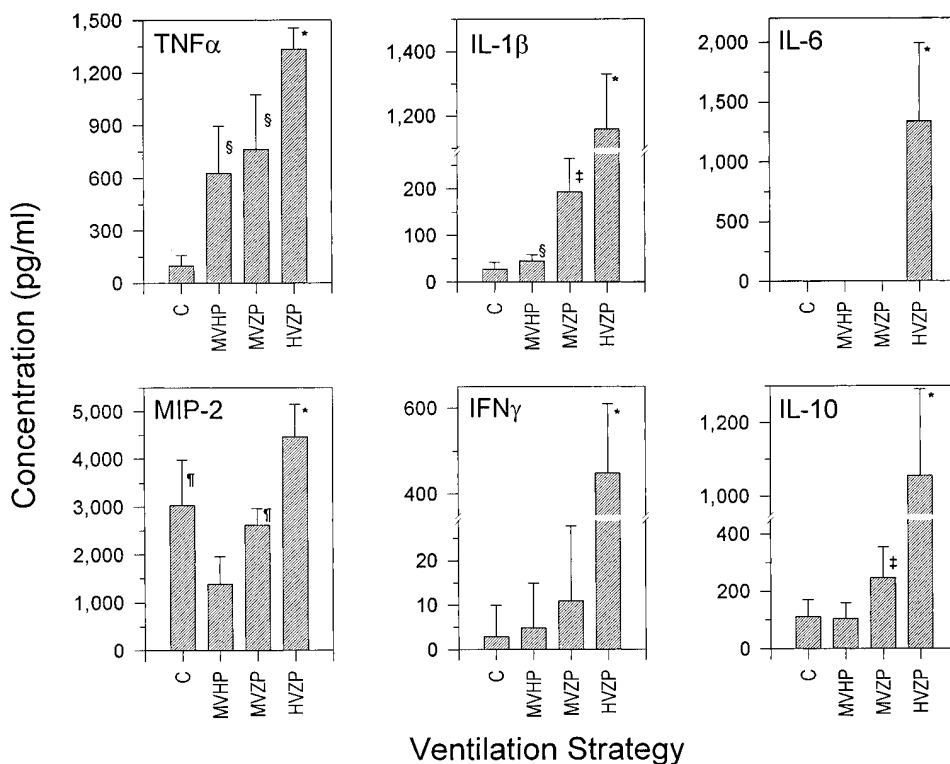 Concentration (pg/ml)
TNFα
1,500
1,200
900
600
300
0
§
§
*
C
MVHP
MVZP
HVZP
IL-1β
1,500
1,200
200
100
0
§
‡
*
C
MVHP
MVZP
HVZP
IL-6
2,000
1,500
1,000
500
0
*
C
MVHP
MVZP
HVZP
MIP-2
5,000
4,000
3,000
2,000
1,000
0
¶
¶
*
C
MVHP
MVZP
HVZP
IFNγ
600
400
20
10
0
*
C
MVHP
MVZP
HVZP
IL-10
1,200
1,000
200
100
0
‡
*
C
MVHP
MVZP
HVZP
Ventilation Strategy